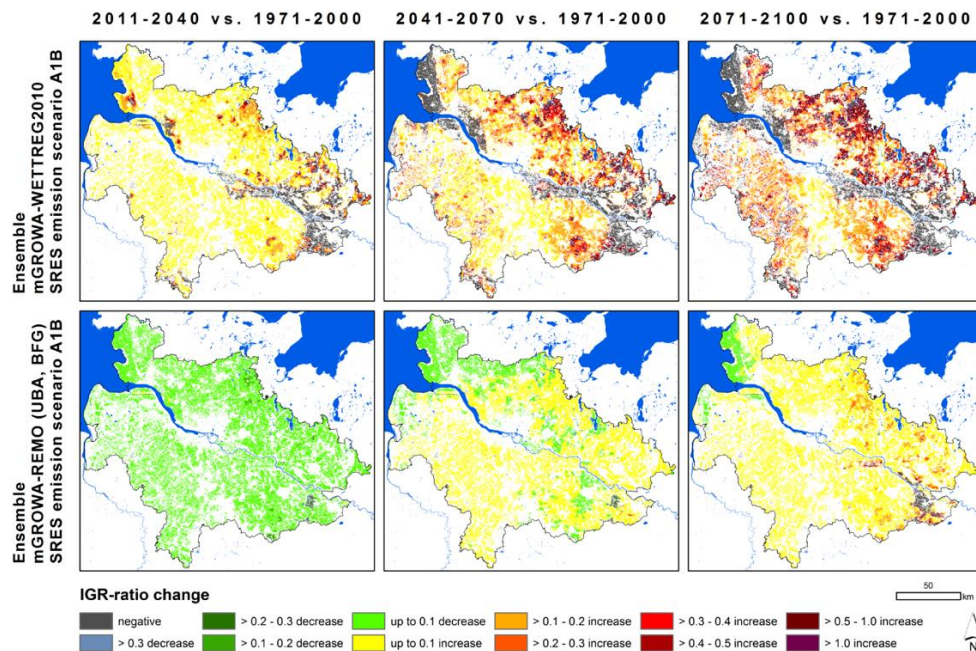 2011-2040 vs. 1971-2000
2041-2070 vs. 1971-2000
2071-2100 vs. 1971-2000
Ensemble
mGROWA-WETTREG2010
SRES emission scenario A1B
Ensemble
mGROWA-REMO (UBA, BFG)
SRES emission scenario A1B
IGR-ratio change
50
km
negative
> 0.2 - 0.3 decrease
up to 0.1 decrease
> 0.1 - 0.2 increase
> 0.3 - 0.4 increase
> 0.5 - 1.0 increase
> 0.3 decrease
> 0.1 - 0.2 decrease
up to 0.1 increase
> 0.2 - 0.3 increase
> 0.4 - 0.5 increase
> 1.0 increase
N